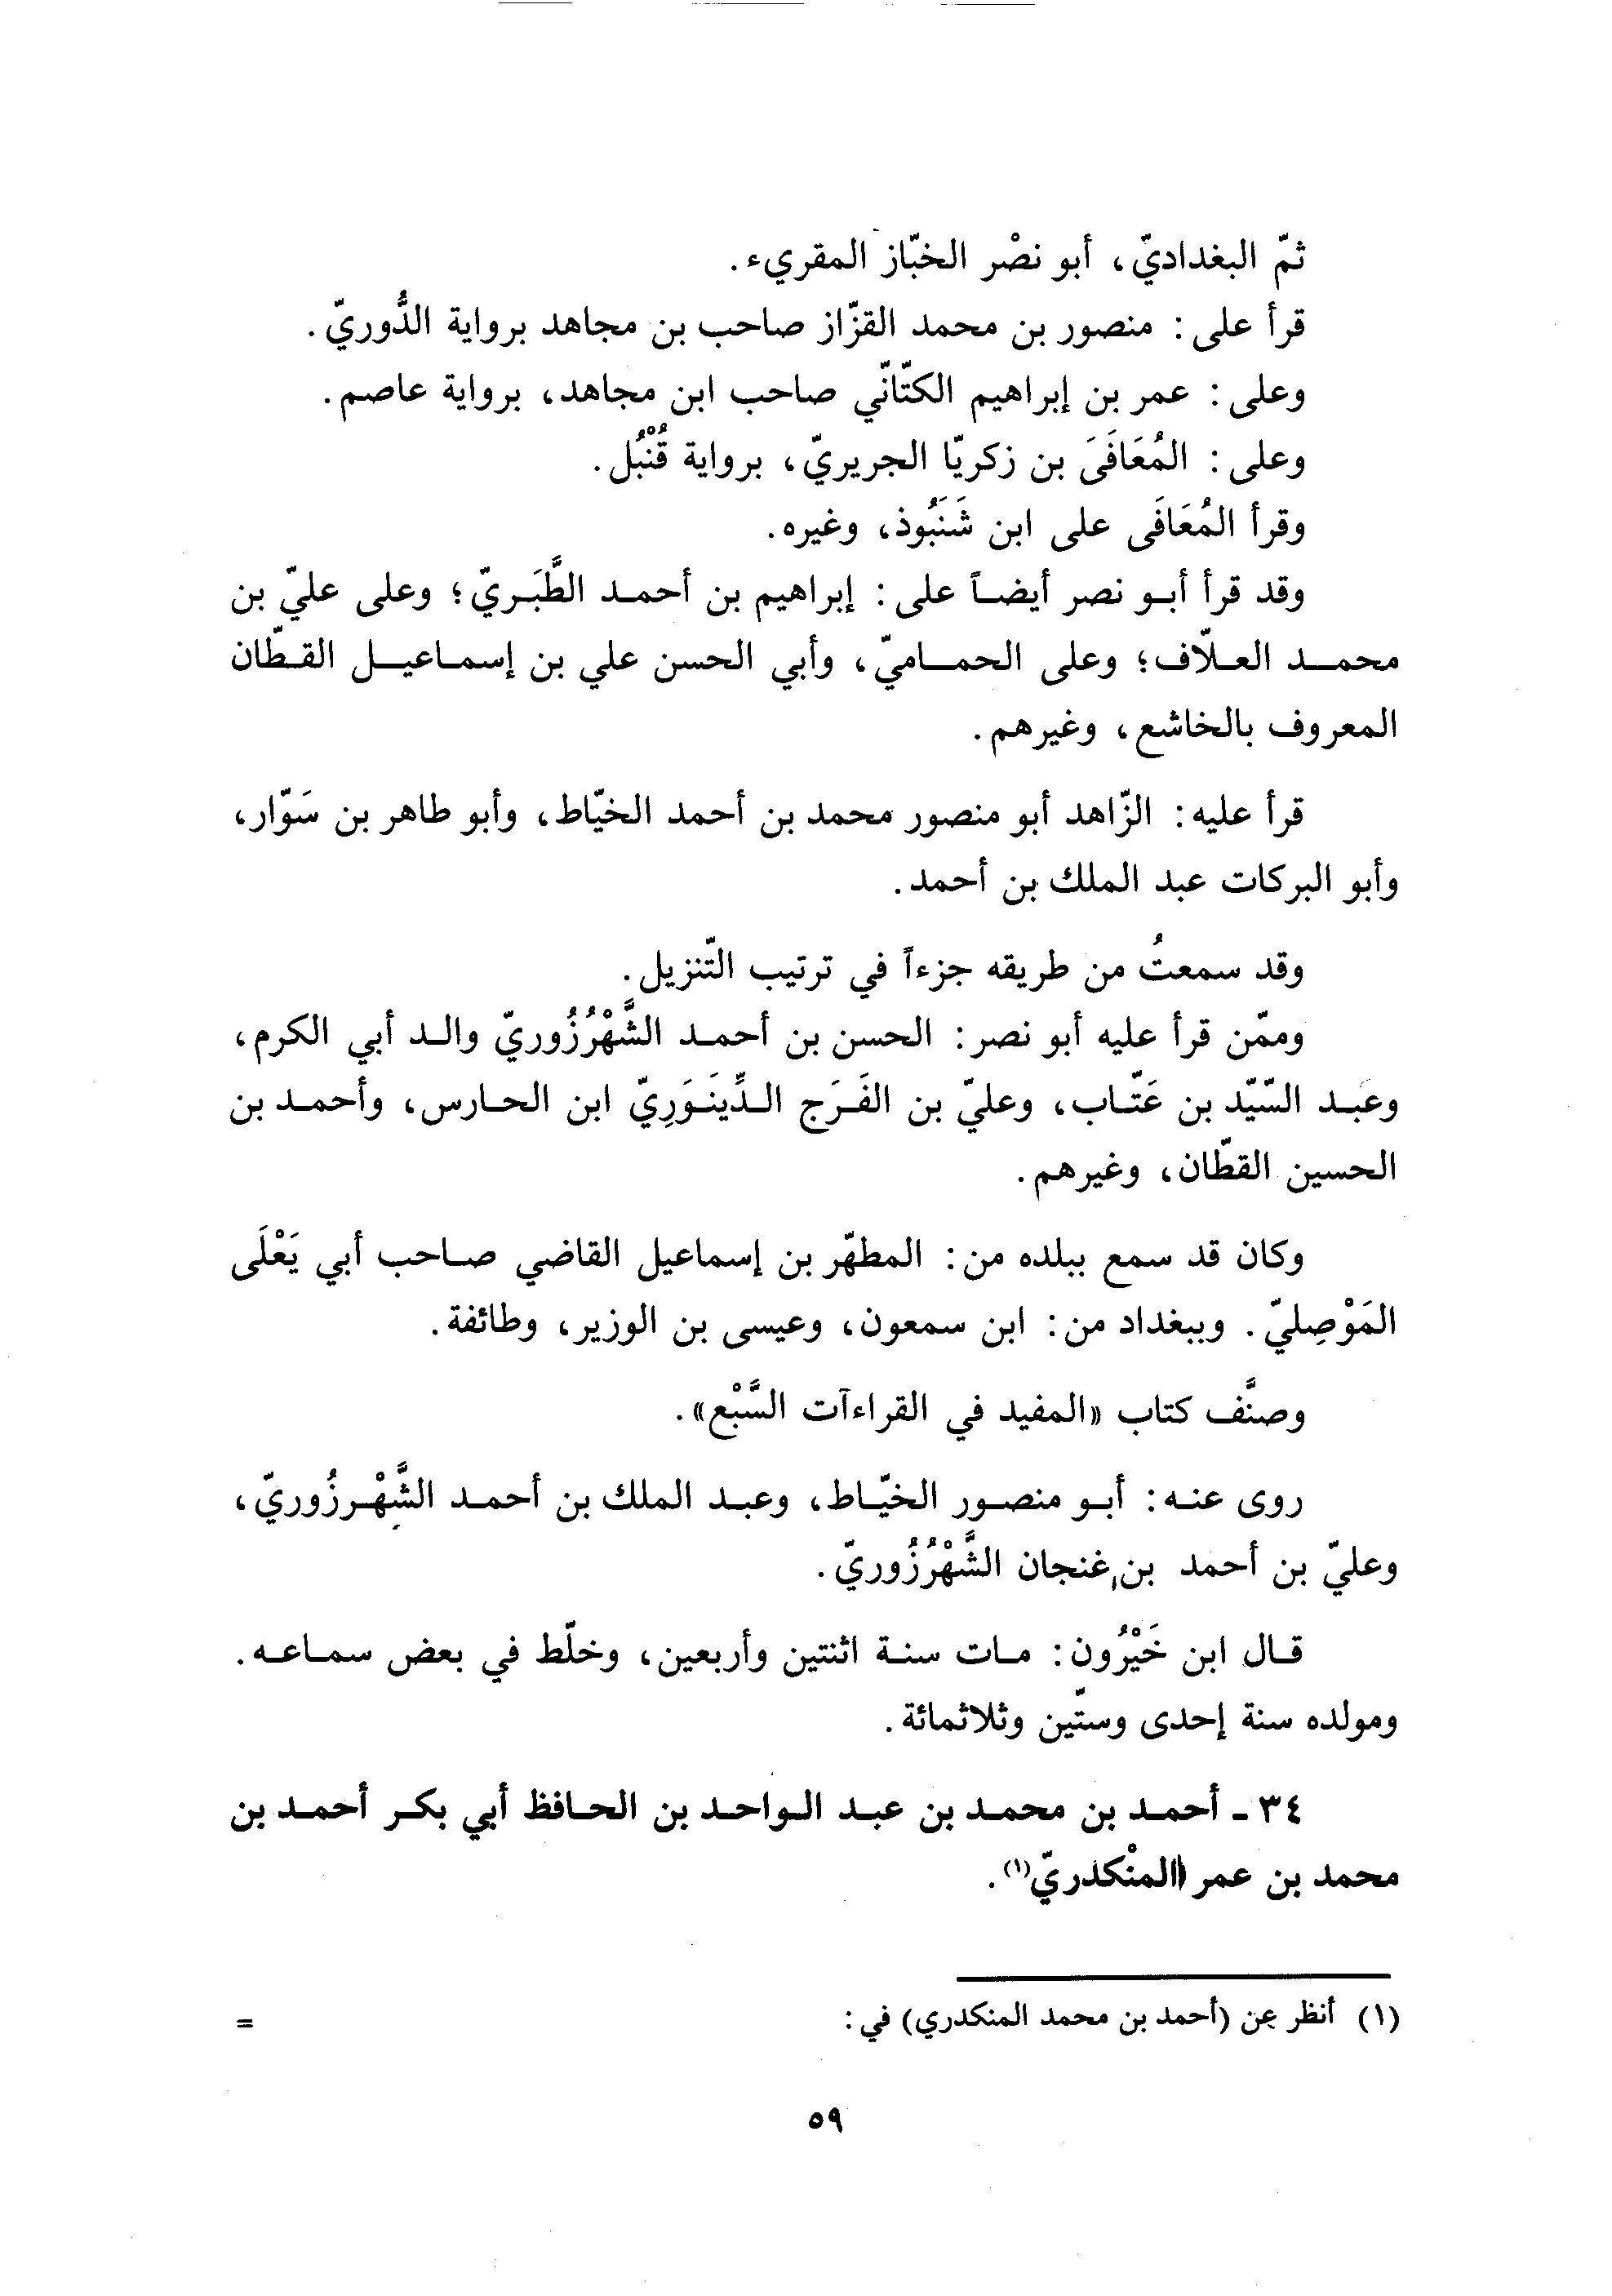 ثمّ البغداديّ، أبو نصْر الخبّاز المقريء.
قرأ على: منصور بن محمد القزّاز صاحب بن مجاهد برواية الدُّوريّ.
وعلى: عمر بن إبراهيم الكتّانّي صاحب ابن مجاهد، برواية عاصم.
وعلى: المُعَافَىَ بن زكريّا الجريريّ، برواية قُنْبُل.
وقرأ المُعَافَى على ابن شَنَبُوذ، وغيره.
وقد قرأ أبو نصر أيضاً على: إبراهيم بن أحمد الطَّبَريّ؛ وعلى عليّ بن
محمد العلّاف؛ وعلى الحماميّ، وأبي الحسن علي بن إسماعيل القطّان
المعروف بالخاشع، وغيرهم.
قرأ عليه: الزّاهد أبو منصور محمد بن أحمد الخيّاط، وأبو طاهر بن سَوّار،
وأبو البركات عبد الملك بن أحمد.
وقد سمعتُ من طريقه جزءاً في ترتيب التّنزيل.
وممّن قرأ عليه أبو نصر: الحسن بن أحمد الشَّهْرُزُوريّ والد أبي الكرم،
وعبد السّيّد بن عَتّاب، وعليّ بن الفَرَج الدِّينَوَرِيّ ابن الحارس، وأحمد بن
الحسين القطّان، وغيرهم.
وكان قد سمع ببلده من: المطهّر بن إسماعيل القاضي صاحب أبي يَعْلَى
المَوْصِليّ. وببغداد من: ابن سمعون، وعيسى بن الوزير، وطائفة.
وصنَّف كتاب «المفيد في القراءآت السَّبْع».
روى عنه: أبو منصور الخيّاط، وعبد الملك بن أحمد الشَّهْرزُوريّ،
وعليّ بن أحمد بن غنجان الشَّهْرُزُوريّ.
قال ابن خَيْرُون: مات سنة اثنتين وأربعين، وخلّط في بعض سماعه.
ومولده سنة إحدى وستّين وثلاثمائة.
٣٤ ـ أحمد بن محمد بن عبد الواحد بن الحافظ أبي بكر أحمد بن
محمد بن عمر المنْكدريّ(١).
(١) أنظر عن (أحمد بن محمد المنكدري) في: =
٥٩